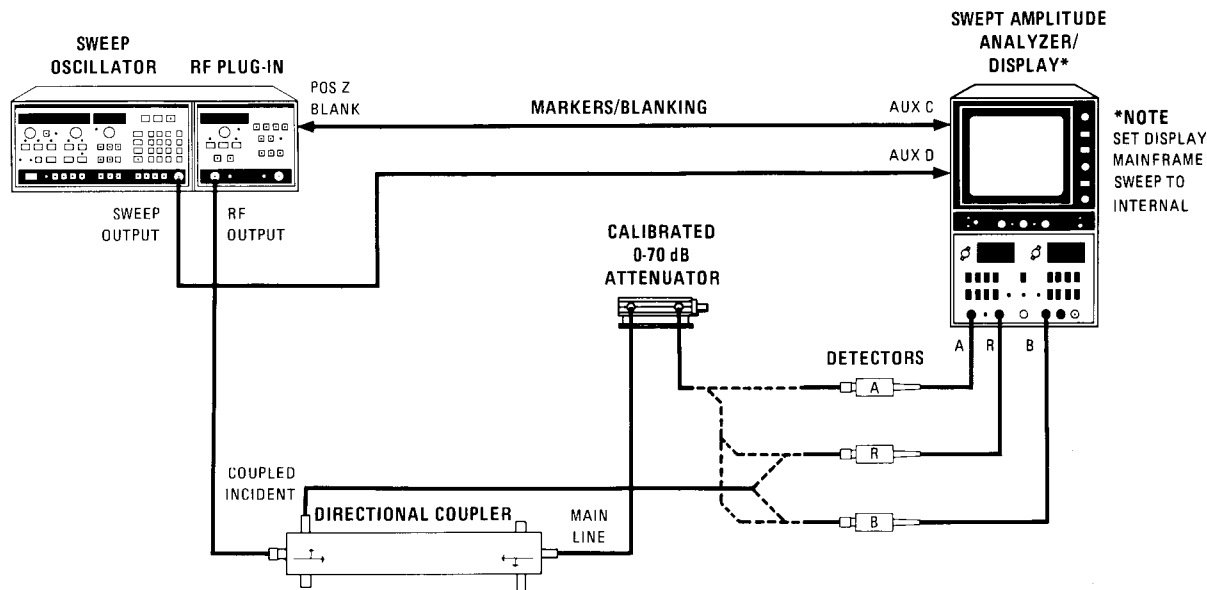 SWEEP
OSCILLATOR
RF PLUG-IN
POS Z
BLANK
MARKERS/BLANKING
AUX C
AUX D
SWEPT AMPLITUDE
ANALYZER/
DISPLAY*
*NOTE
SET DISPLAY
MAINFRAME
SWEEP TO
INTERNAL
SWEEP
OUTPUT
RF
OUTPUT
CALIBRATED
0-70 dB
ATTENUATOR
A
R
B
DETECTORS
A
R
B
COUPLED
INCIDENT
DIRECTIONAL COUPLER
MAIN
LINE